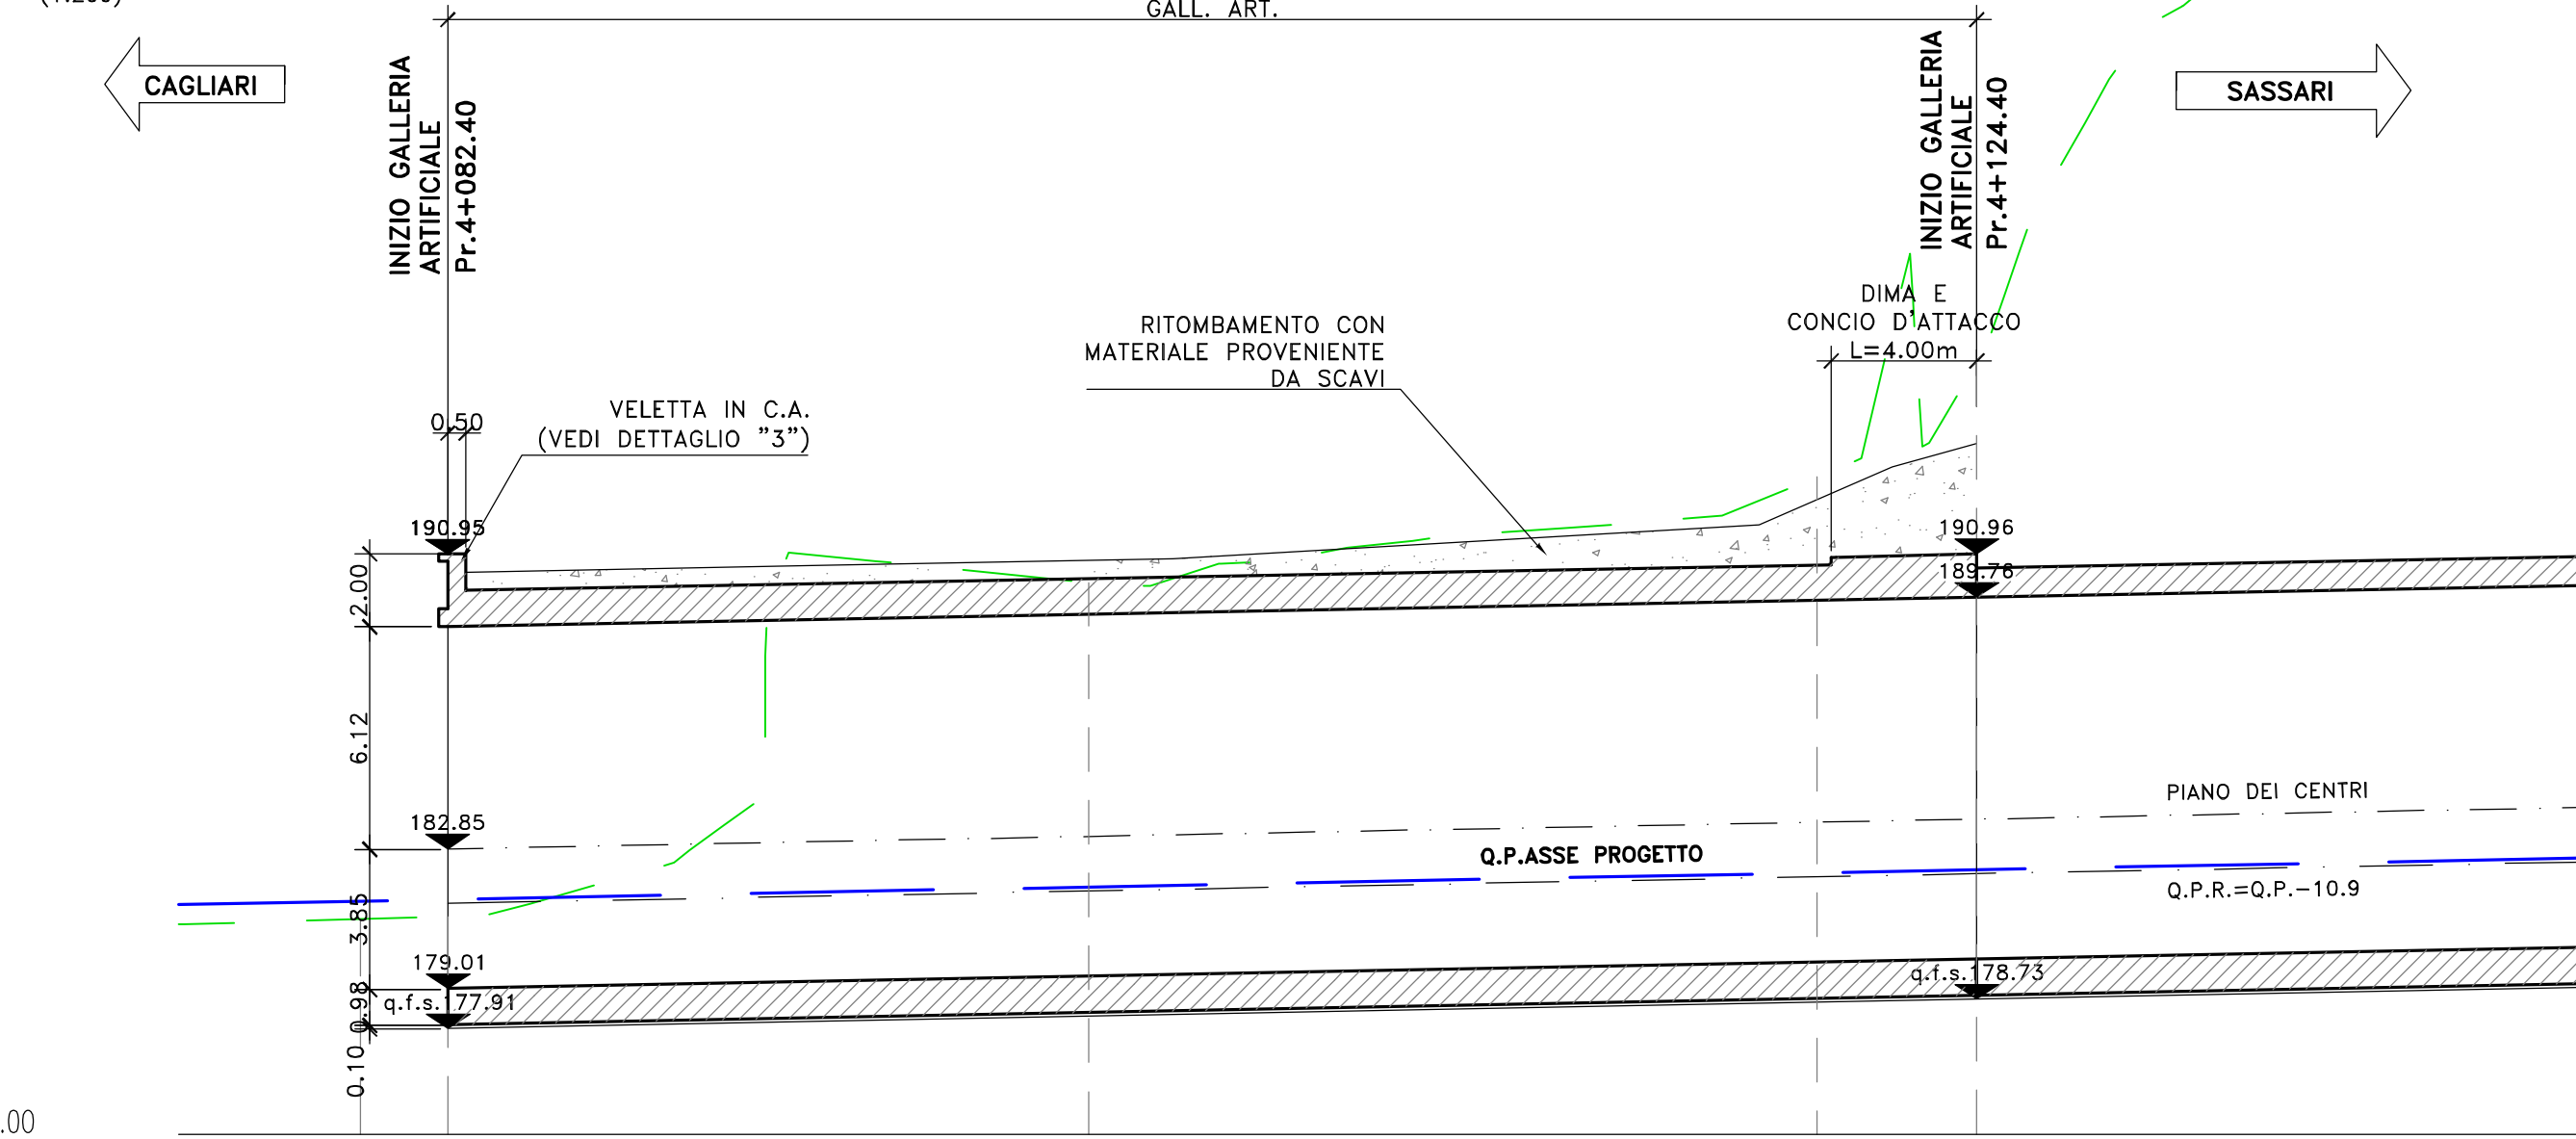 GALL. ART.
CAGLIARI
SASSARI
INIZIO GALLERIA
ARTIFICIALE
Pr.4+082.40
INIZIO GALLERIA
ARTIFICIALE
Pr.4+124.40
DIMA E
CONCIO D'ATTACCO
L=4.00m
RITOMBAMENTO CON
MATERIALE PROVENIENTE
DA SCAVI
VELETTA IN C.A.
(VEDI DETTAGLIO "3")
0.50
190.95
190.96
189.76
2.00
6.12
182.85
PIANO DEI CENTRI
Q.P.ASSE PROGETTO
Q.P.R.=Q.P.-10.9
3.85
179.01
q.f.s.178.73
0.98
q.f.s.177.91
0.10
.00